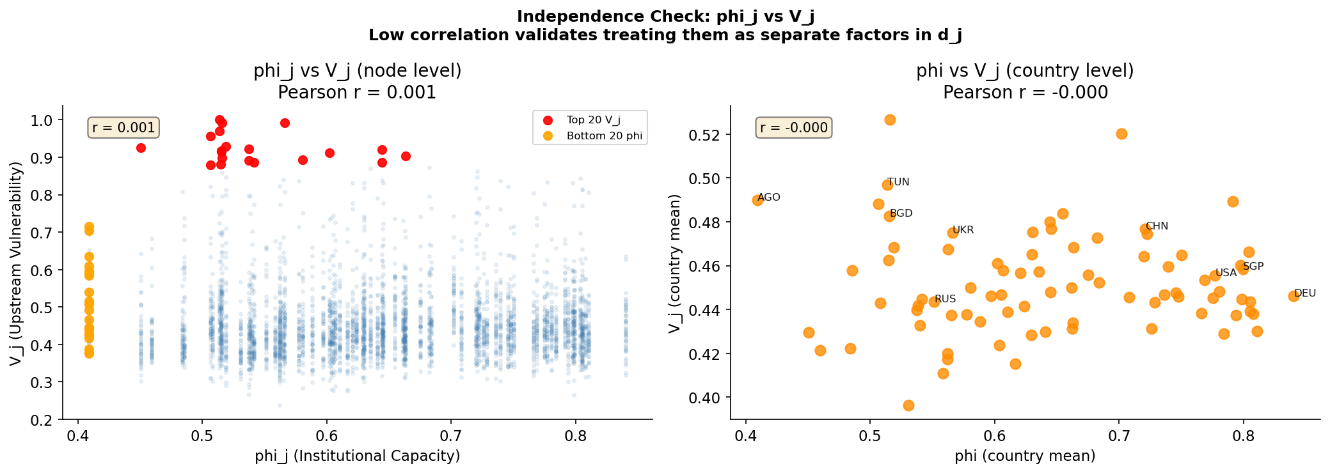 Independence Check: phi_j vs V_j
Low correlation validates treating them as separate factors in d_j
phi_j vs V_j (node level)
Pearson r = 0.001
r = 0.001
Top 20 V_j
Bottom 20 phi
1.0
0.9
0.8
0.7
0.6
0.5
0.4
0.3
0.2
V_j (Upstream Vulnerability)
0.4
0.5
0.6
0.7
0.8
phi_j (Institutional Capacity)
phi vs V_j (country level)
Pearson r = -0.000
r = -0.000
0.52
0.50
0.48
0.46
0.44
0.42
0.40
V_j (country mean)
AGO
TUN
BGD
UKR
RUS
CHN
USA
SGP
DEU
0.4
0.5
0.6
0.7
0.8
phi (country mean)